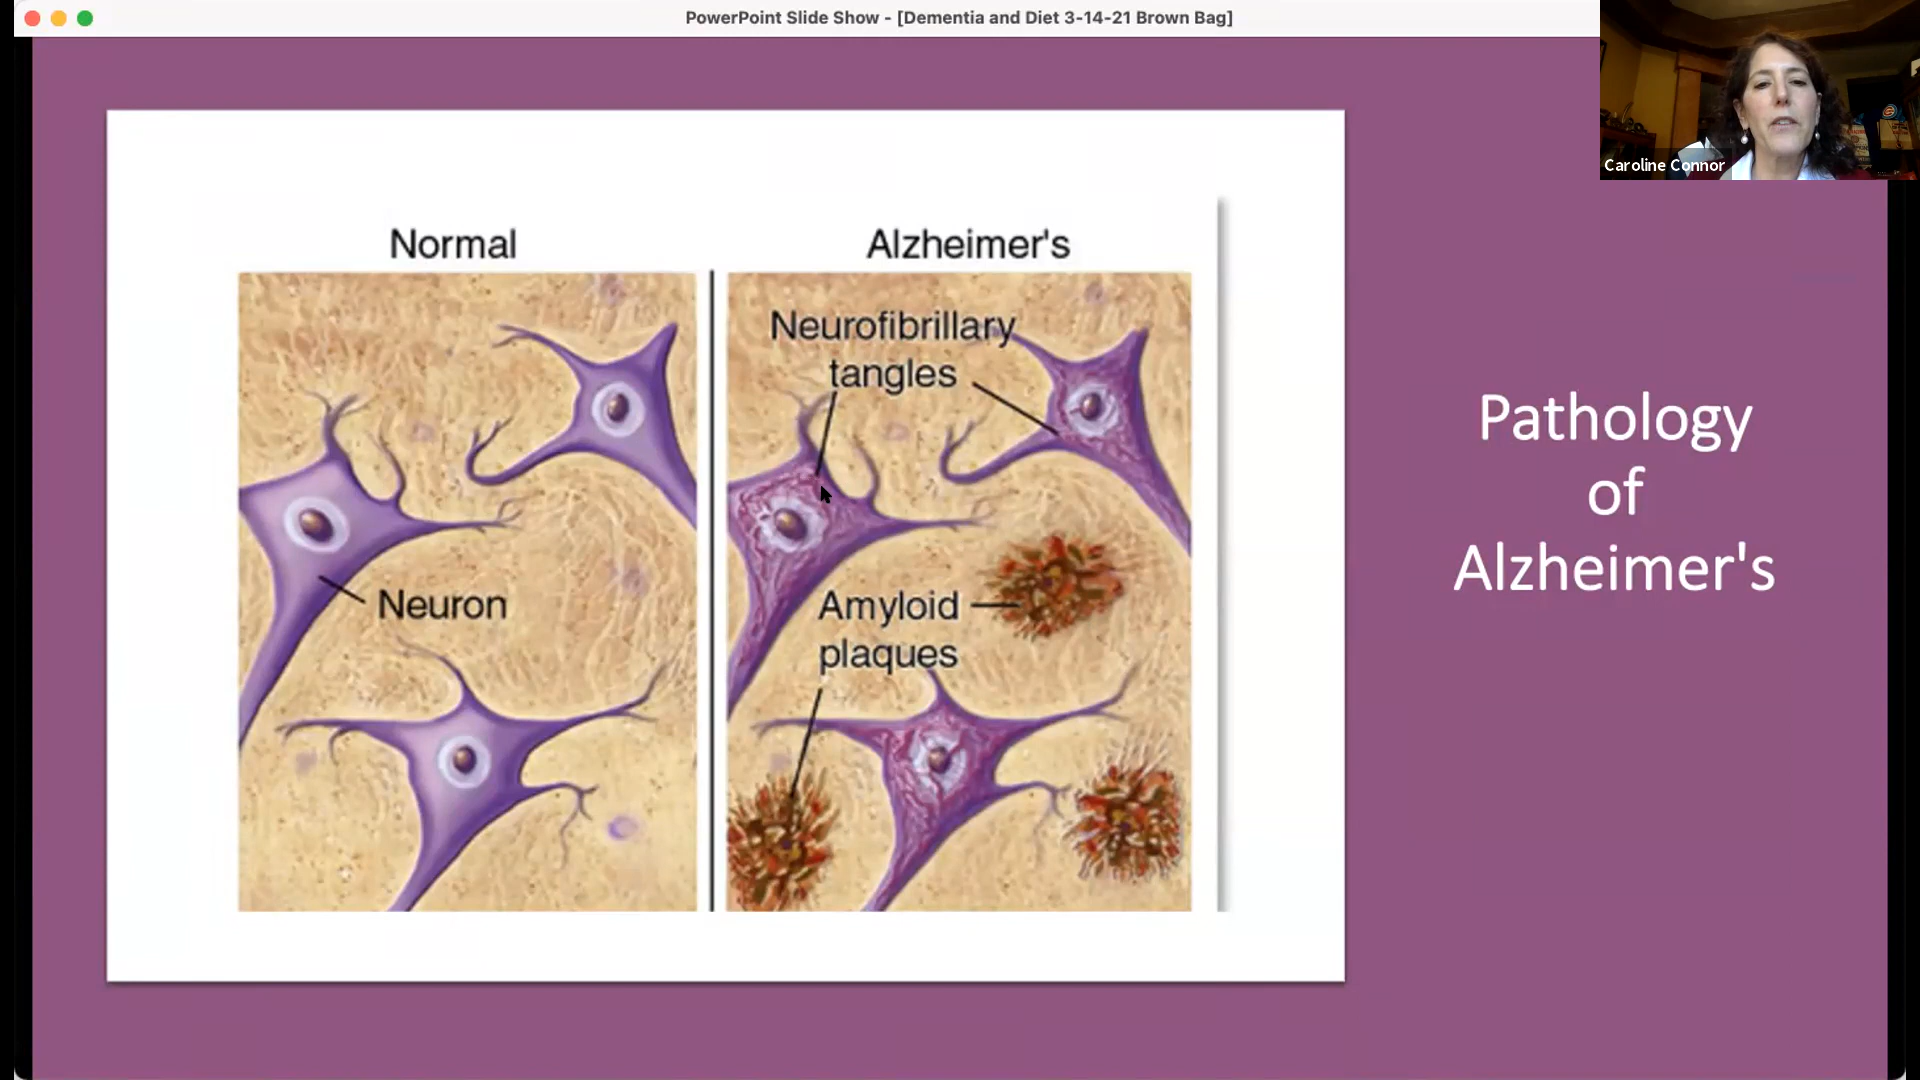 PowerPoint Slide Show - [Dementia and Diet 3-14-21 Brown Bag]
Caroline Connor
Normal
Alzheimer's
Neurofibrillary
tangles
Neuron
Amyloid
plaques
Pathology
of
Alzheimer's